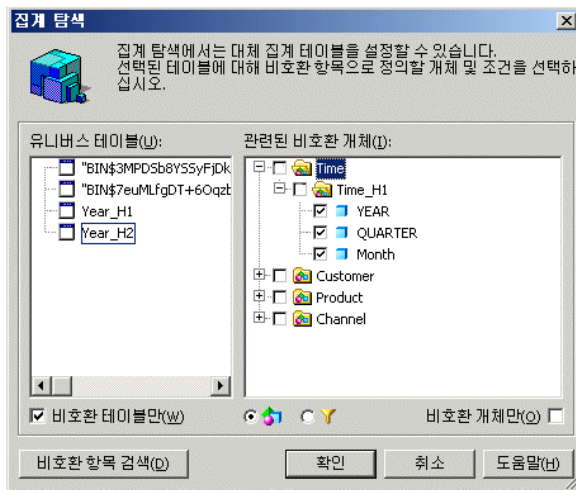 집계 탐색
집계 탐색에서는 대체 집계 테이블을 설정할 수 있습니다.
선택된 테이블에 대해 비호환 항목으로 정의할 개체 및 조건을 선택하
십시오.
유니버스 테이블(U):
"BIN$3MPDSb8YSSyFjDk
"BIN$7euMLfgDT+6Oqzb
Year_H1
Year_H2
관련된 비호환 개체(I):
Time
Time_H1
YEAR
QUARTER
Month
Customer
Product
Channel
비호환 테이블만(W)
비호환 개체만(O)
비호환 항목 검색(D)
확인
취소
도움말(H)